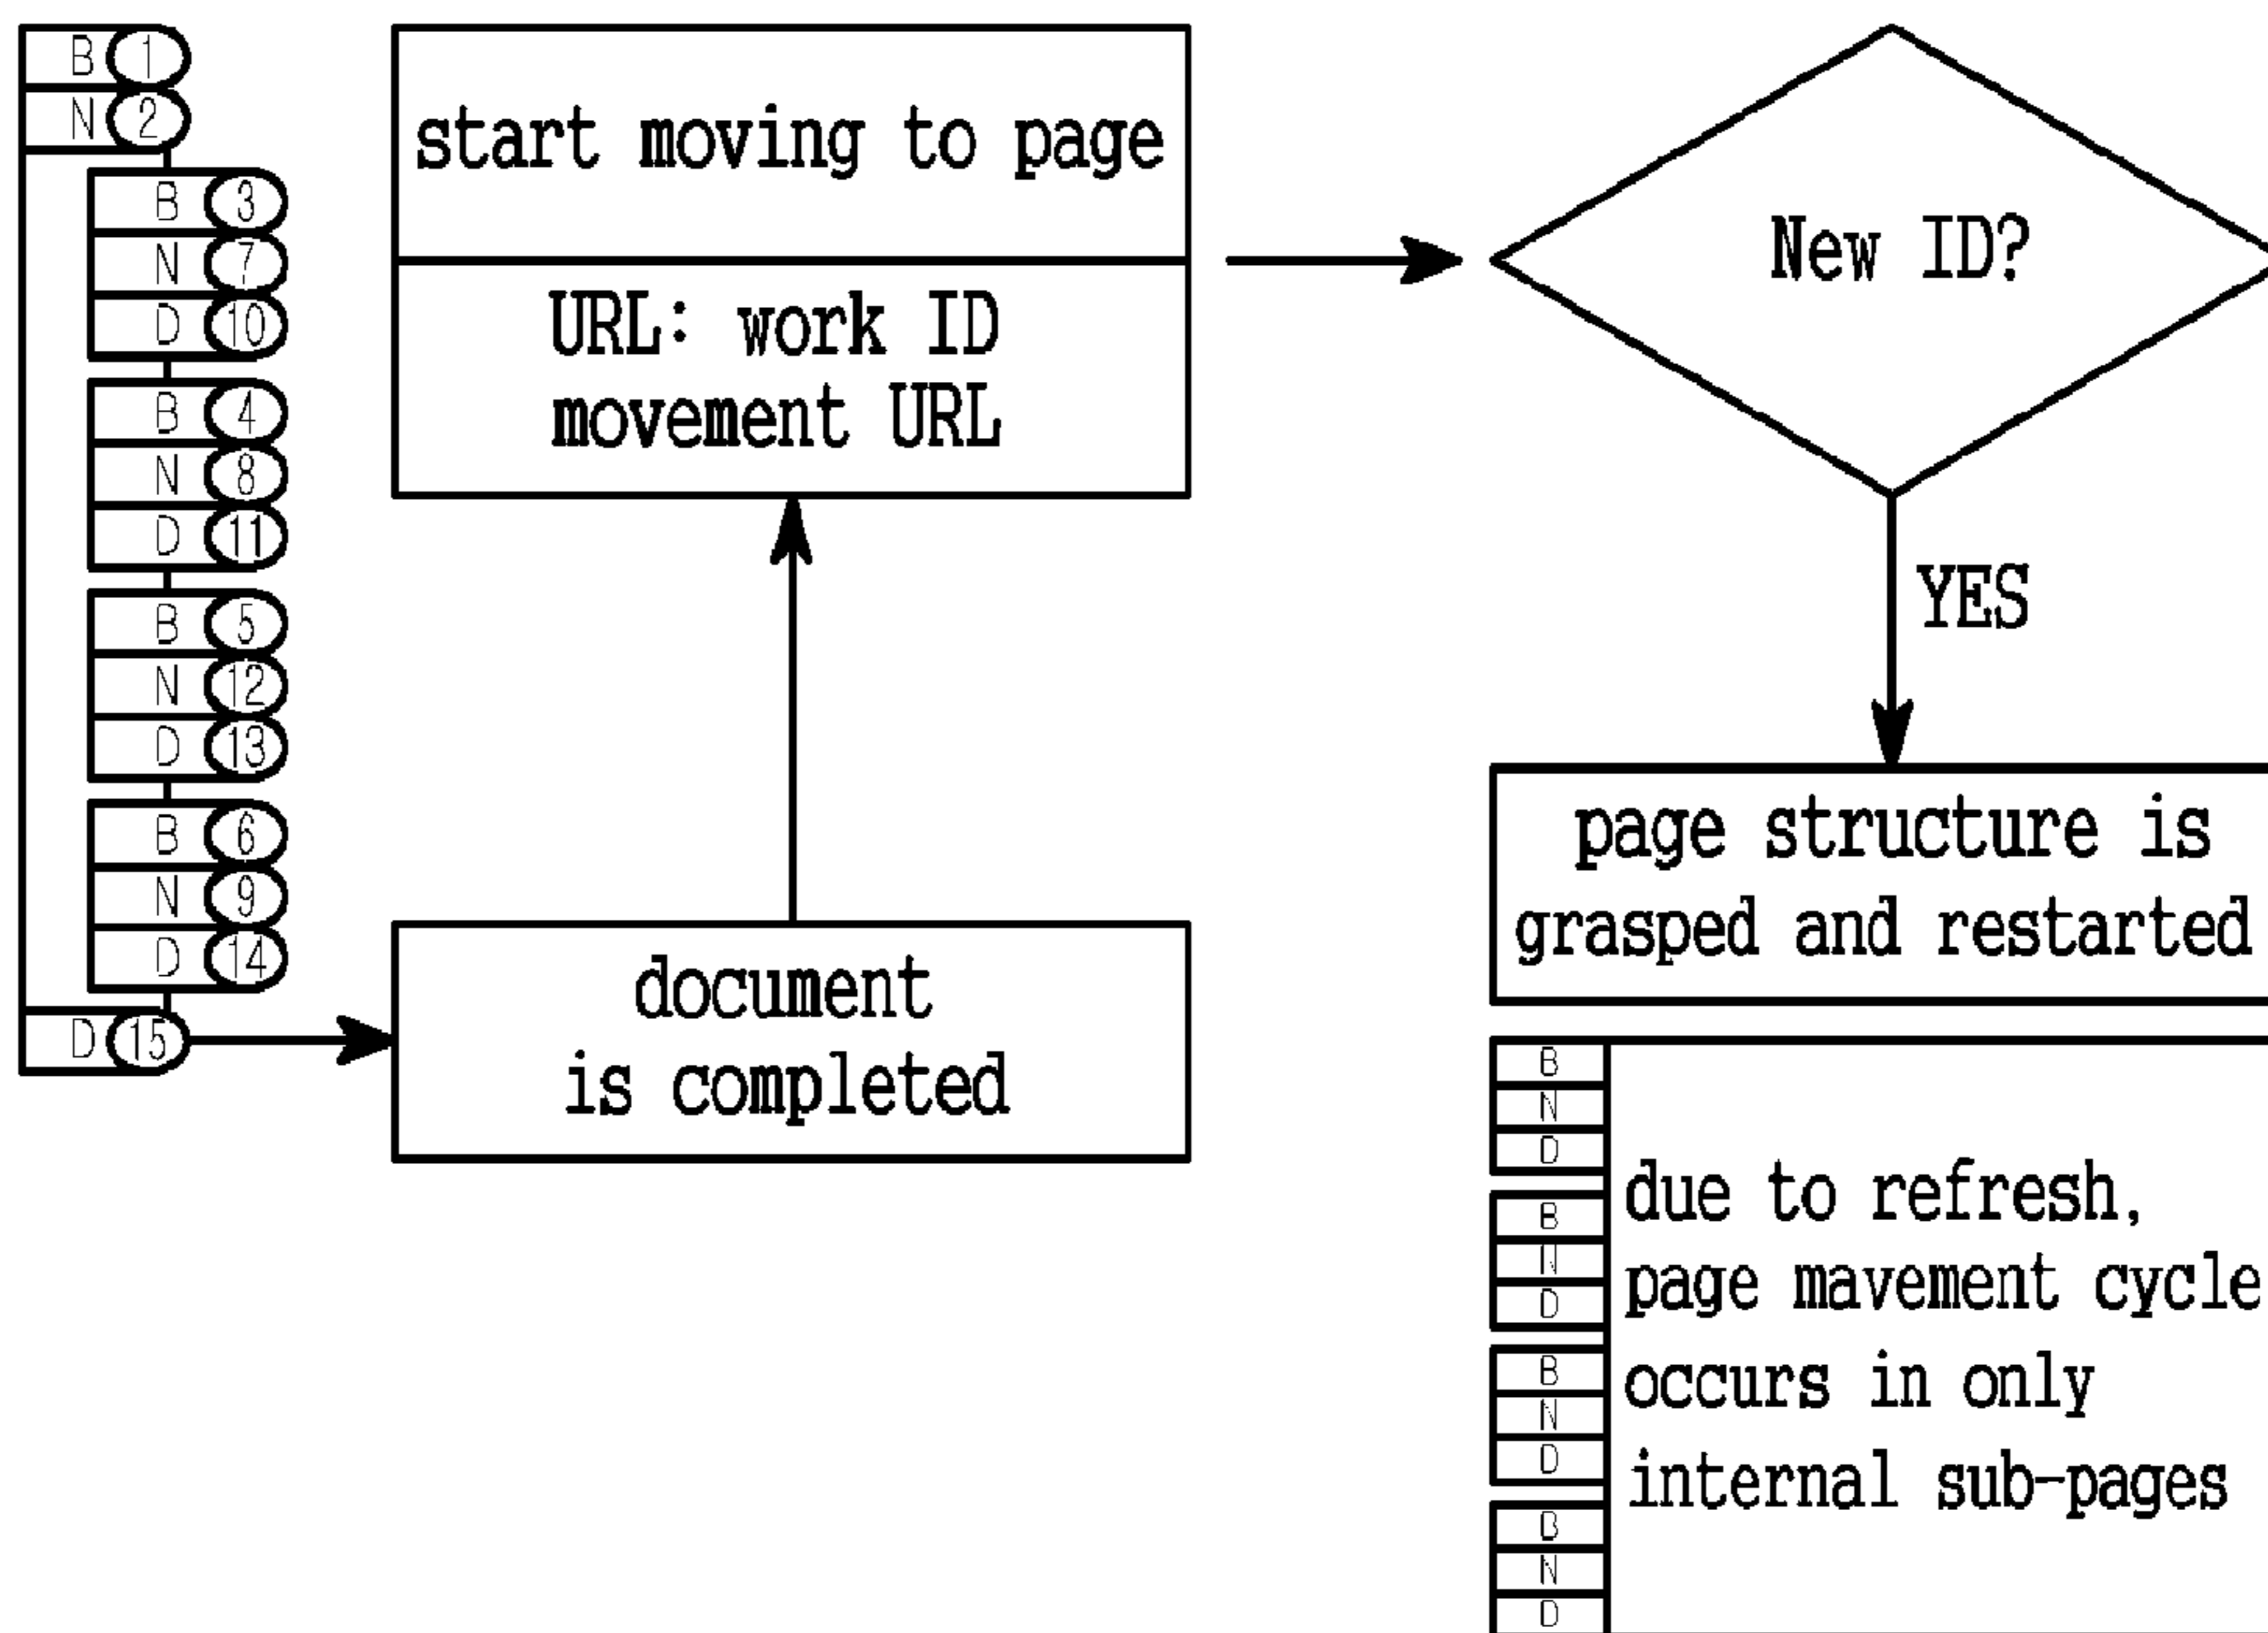 B 1
N 2
B 3
N 7
D 10
B 4
N 8
D 11
B 5
N 12
D 13
B 6
N 9
D 14
D 15
start moving to page
URL: work ID
movement URL
document
is completed
New ID?
YES
page structure is
grasped and restarted
B
N
D
B
N
D
B
N
D
B
N
D
due to refresh,
page mavement cycle
occurs in only
internal sub-pages